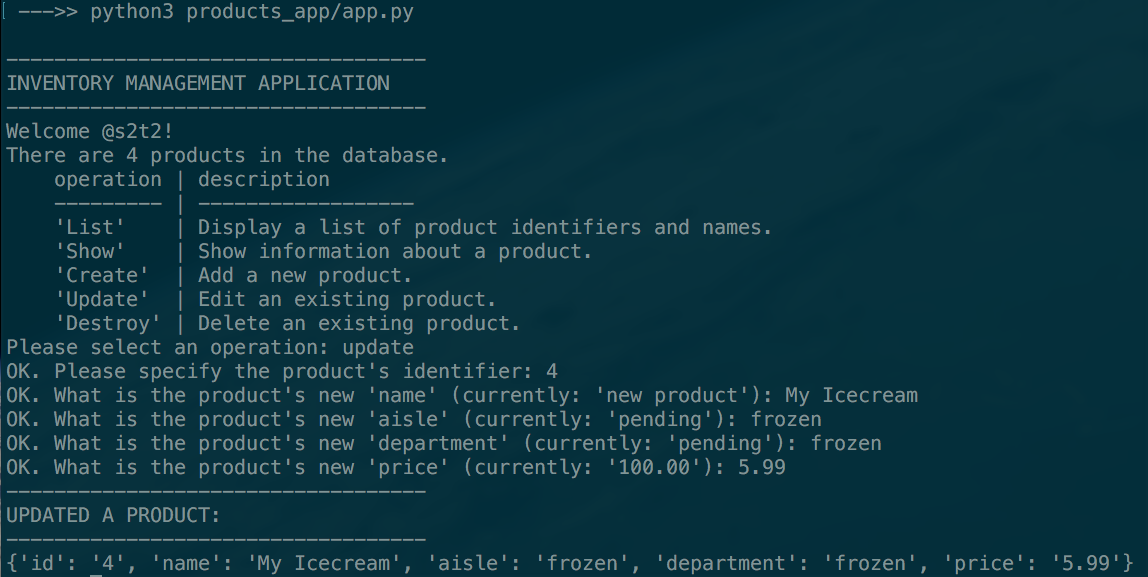 [ --->> python3 products_app/app.py
-----------------------------------
INVENTORY MANAGEMENT APPLICATION
-----------------------------------
Welcome @s2t2!
There are 4 products in the database.
    operation | description
    --------- | ------------------
    'List'    | Display a list of product identifiers and names.
    'Show'    | Show information about a product.
    'Create'  | Add a new product.
    'Update'  | Edit an existing product.
    'Destroy' | Delete an existing product.
Please select an operation: update
OK. Please specify the product's identifier: 4
OK. What is the product's new 'name' (currently: 'new product'): My Icecream
OK. What is the product's new 'aisle' (currently: 'pending'): frozen
OK. What is the product's new 'department' (currently: 'pending'): frozen
OK. What is the product's new 'price' (currently: '100.00'): 5.99
-----------------------------------
UPDATED A PRODUCT:
-----------------------------------
{'id': '4', 'name': 'My Icecream', 'aisle': 'frozen', 'department': 'frozen', 'price': '5.99'}